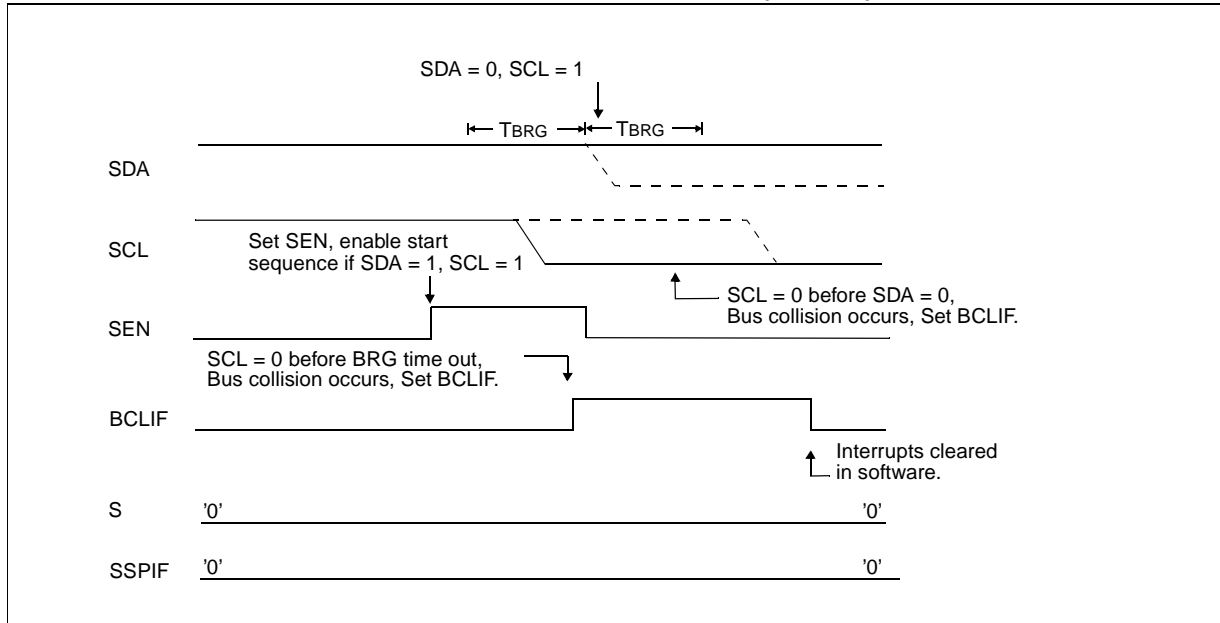 SDA = 0, SCL = 1
TBRG TBRG
SDA
SCL
Set SEN, enable start
sequence if SDA = 1, SCL = 1
SCL = 0 before SDA = 0,
Bus collision occurs, Set BCLIF.
SEN
SCL = 0 before BRG time out,
Bus collision occurs, Set BCLIF.
BCLIF
Interrupts cleared
in software.
S '0' '0'
SSPIF '0' '0'